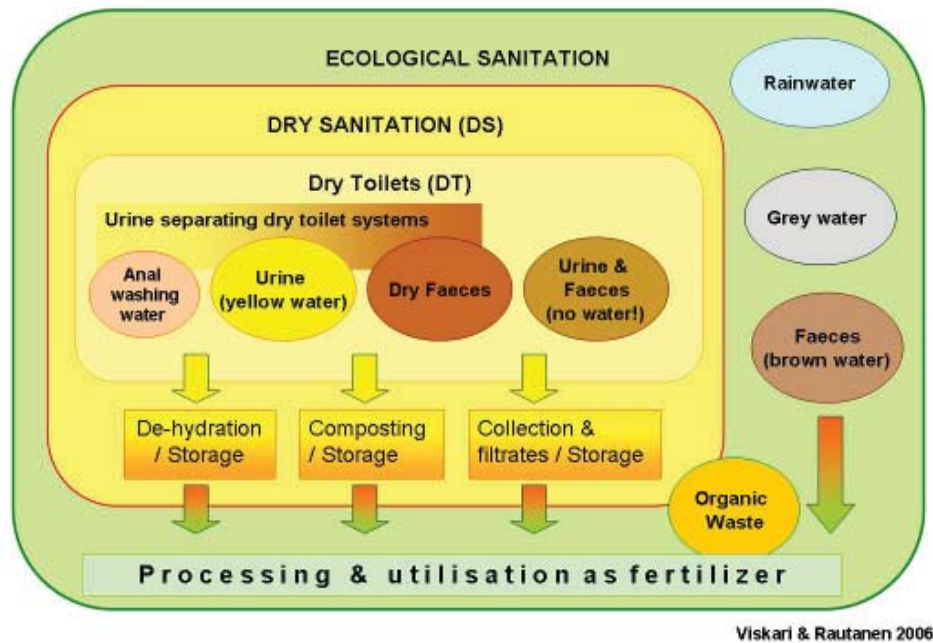 ECOLOGICAL SANITATION
Rainwater
DRY SANITATION (DS)
Dry Toilets (DT)
Urine separating dry toilet systems
Grey water
Anal
washing
water
Urine
(yellow water)
Dry Faeces
Urine &
Faeces
(no water!)
Faeces
(brown water)
De-hydration
/ Storage
Composting
/ Storage
Collection &
filtrates / Storage
Organic
Waste
Processing & utilisation as fertilizer
Viskari & Rautanen 2006